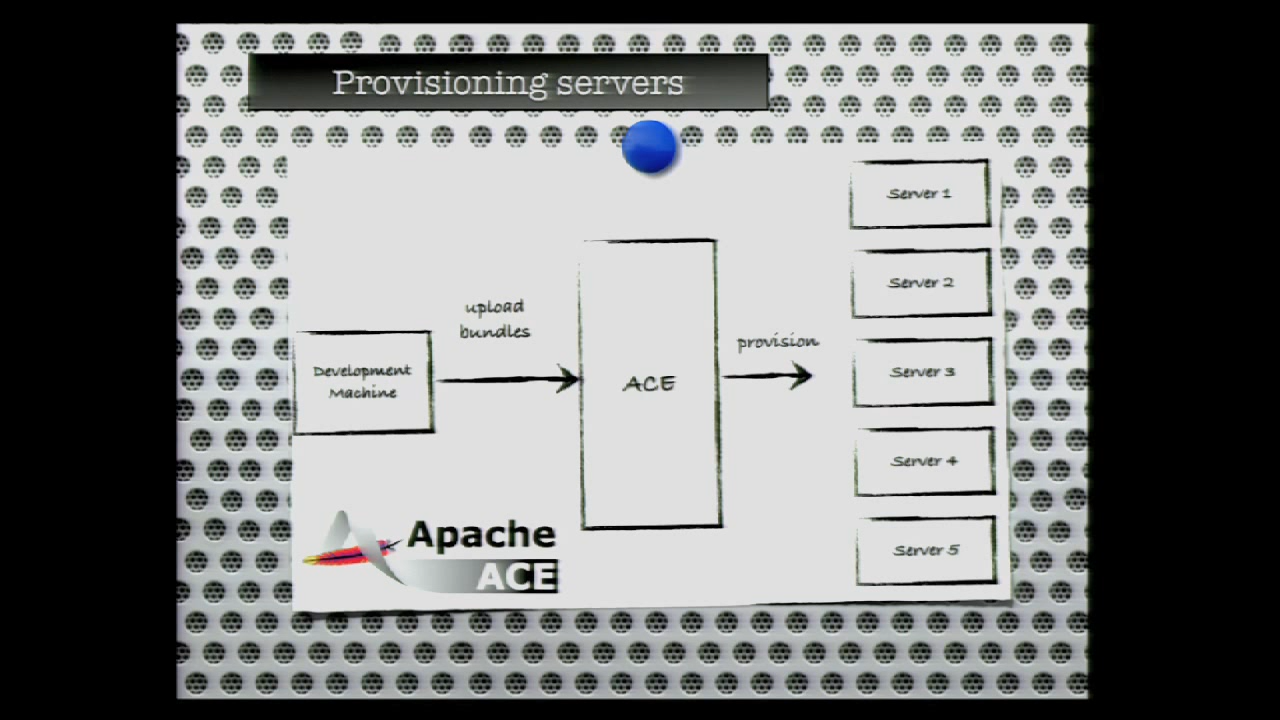 Provisioning servers
Server 1
Server 2
upload
bundles
provision
Development
Machine
ACE
Server 3
Server 4
Apache
ACE
Server 5